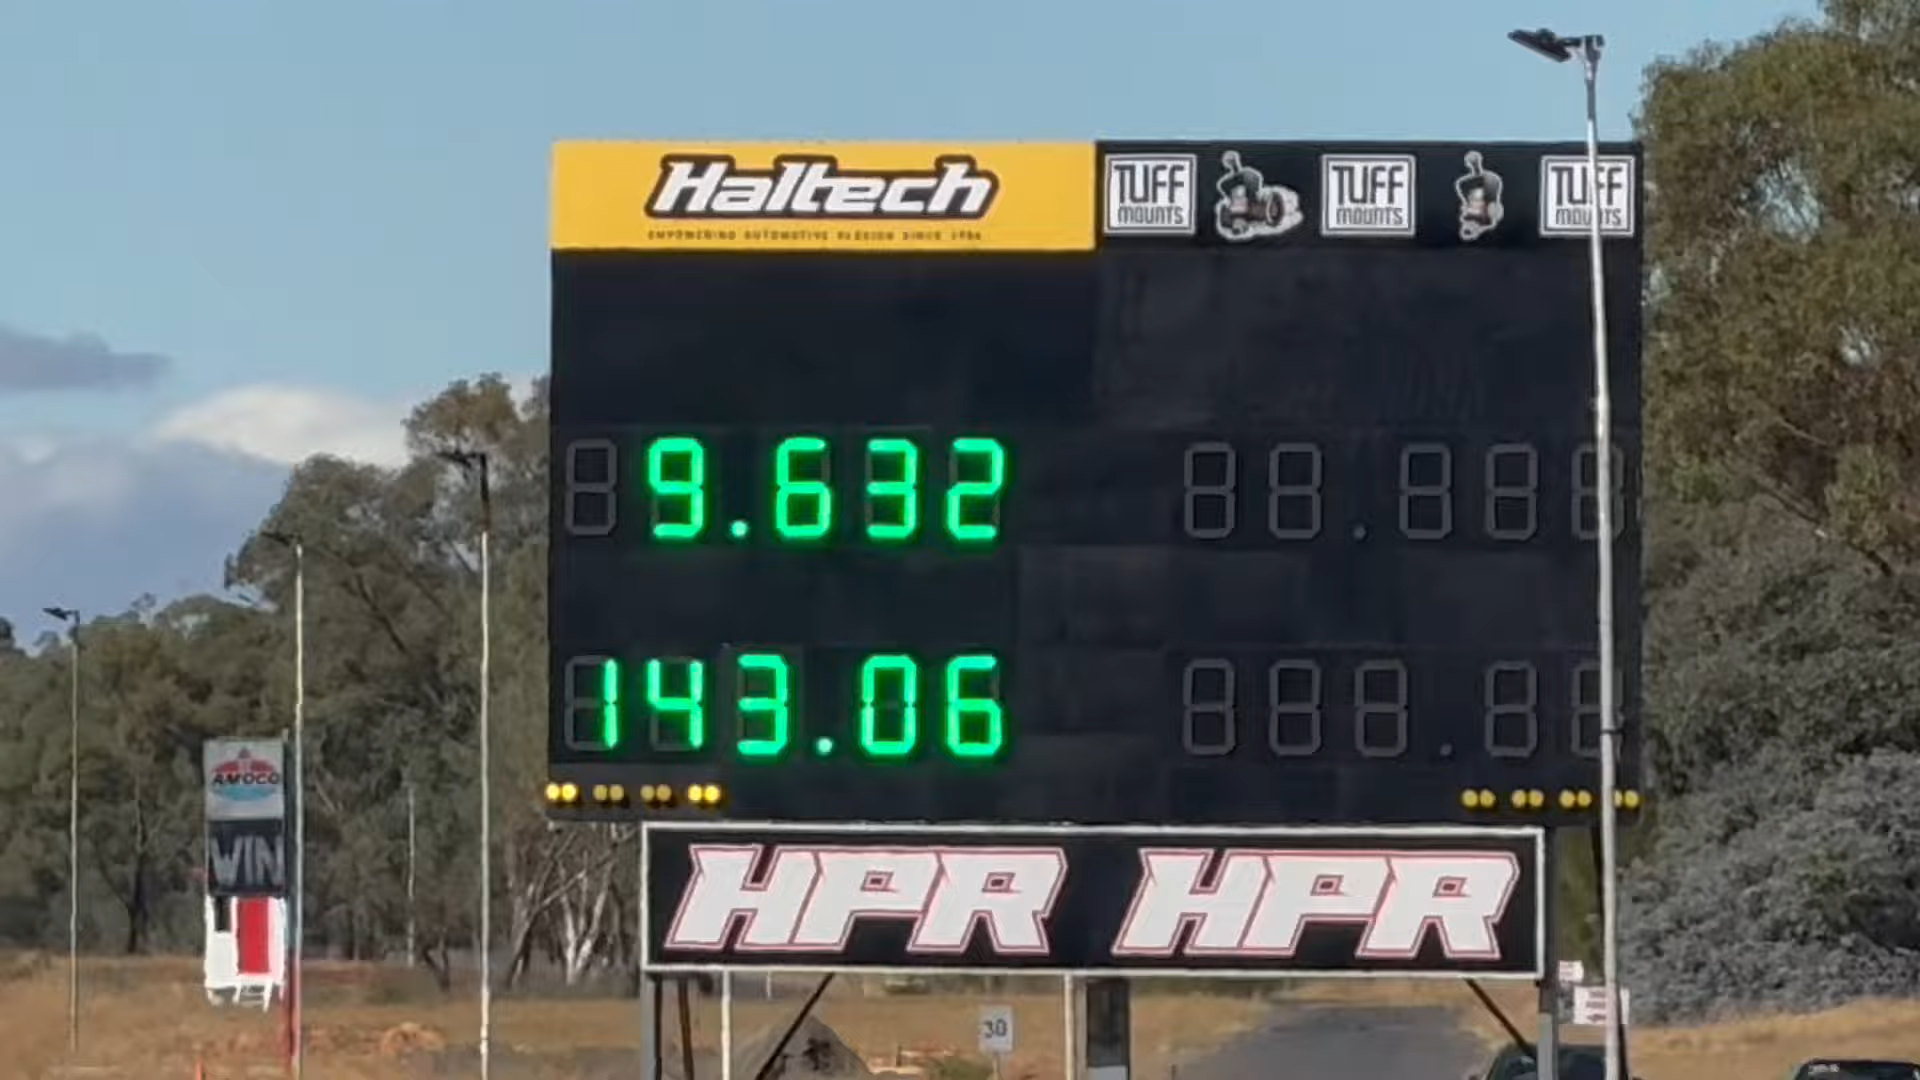 Haltech
EMPOWERING AUTOMOTIVE PASSION SINCE 1986
TUFF MOUNTS
TUFF MOUNTS
TUFF MOUNTS
9.632
143.06
AMOCO
WIN
HPR HPR
30